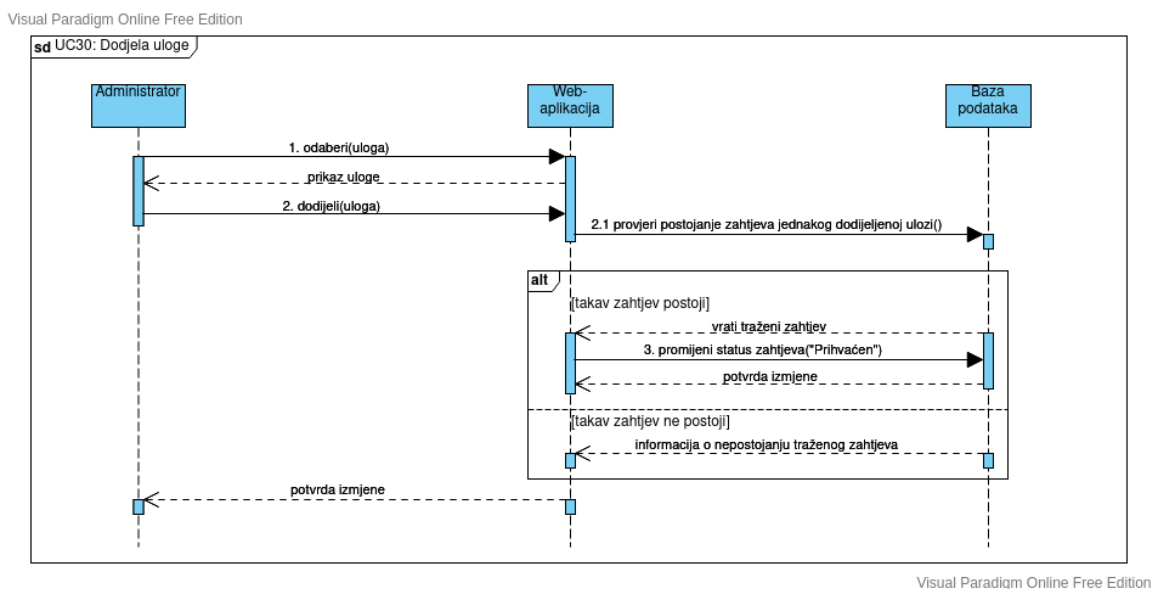 Visual Paradigm Online Free Edition
sd UC30: Dodjela uloge
Administrator
Web-
aplikacija
Baza
podataka
1. odaberi(uloga)
prikaz uloge
2. dodijeli(uloga)
2.1 provjeri postojanje zahtjeva jednakog dodijeljenoj ulozi()
alt
[takav zahtjev postoji]
vrati traženi zahtjev
3. promijeni status zahtjeva("Prihvaćen")
potvrda izmjene
[takav zahtjev ne postoji]
informacija o nepostojanju traženog zahtjeva
potvrda izmjene
Visual Paradigm Online Free Edition